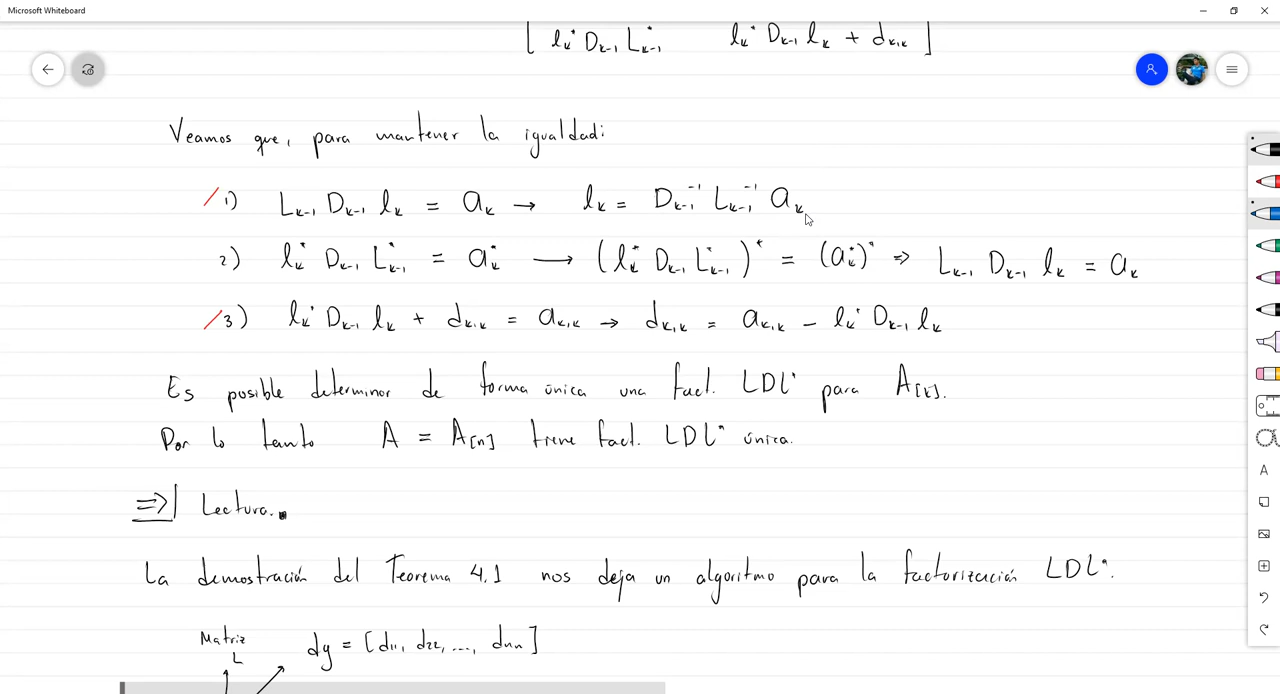 Microsoft Whiteboard
[ lₖ* Dₖ₋₁ Lₖ₋₁* lₖ* Dₖ₋₁ lₖ + dₖ,ₖ ]
Veamos que, para mantener la igualdad:
1) Lₖ₋₁ Dₖ₋₁ lₖ = aₖ → lₖ = Dₖ₋₁⁻¹ Lₖ₋₁⁻¹ aₖ
2) lₖ* Dₖ₋₁ Lₖ₋₁* = aₖ* → (lₖ* Dₖ₋₁ Lₖ₋₁*)* = (aₖ*)* ⇒ Lₖ₋₁ Dₖ₋₁ lₖ = aₖ
3) lₖ* Dₖ₋₁ lₖ + dₖ,ₖ = aₖ,ₖ → dₖ,ₖ = aₖ,ₖ - lₖ* Dₖ₋₁ lₖ
Es posible determinar de forma única una fact. LDL* para A[k].
Por lo tanto A = A[n] tiene fact. LDL* única.
⇒| Lectura.
La demostración del Teorema 4.1 nos deja un algoritmo para la factorización LDL*.
Matriz
L
dg = [d₁₁, d₂₂, ..., dₙₙ]